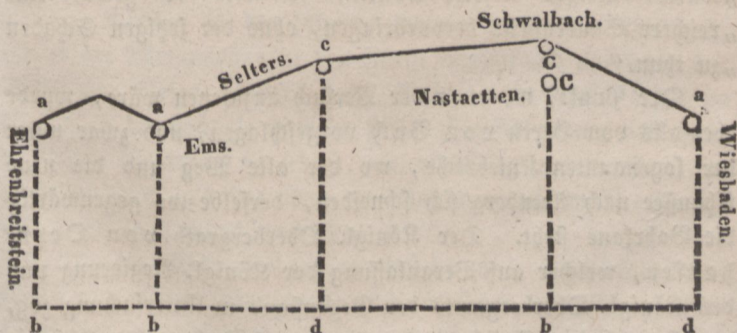 Schwalbach.
c
Selters.
c
C
Nastaetten.
a
a
a
Ems.
Ehrenbreitstein.
Wiesbaden
b
b
d
b
d